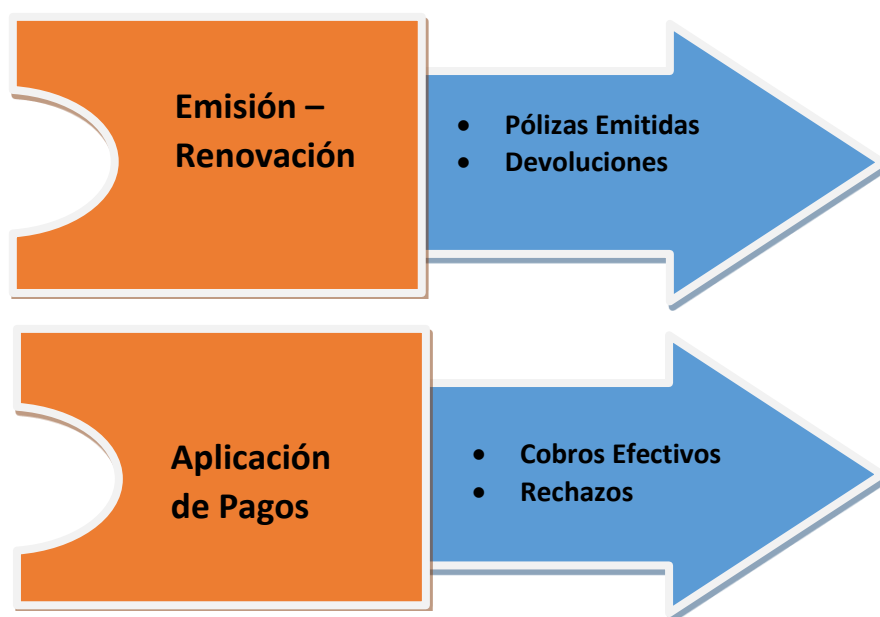 Emisión –
Renovación
• Pólizas Emitidas
• Devoluciones
Aplicación
de Pagos
• Cobros Efectivos
• Rechazos